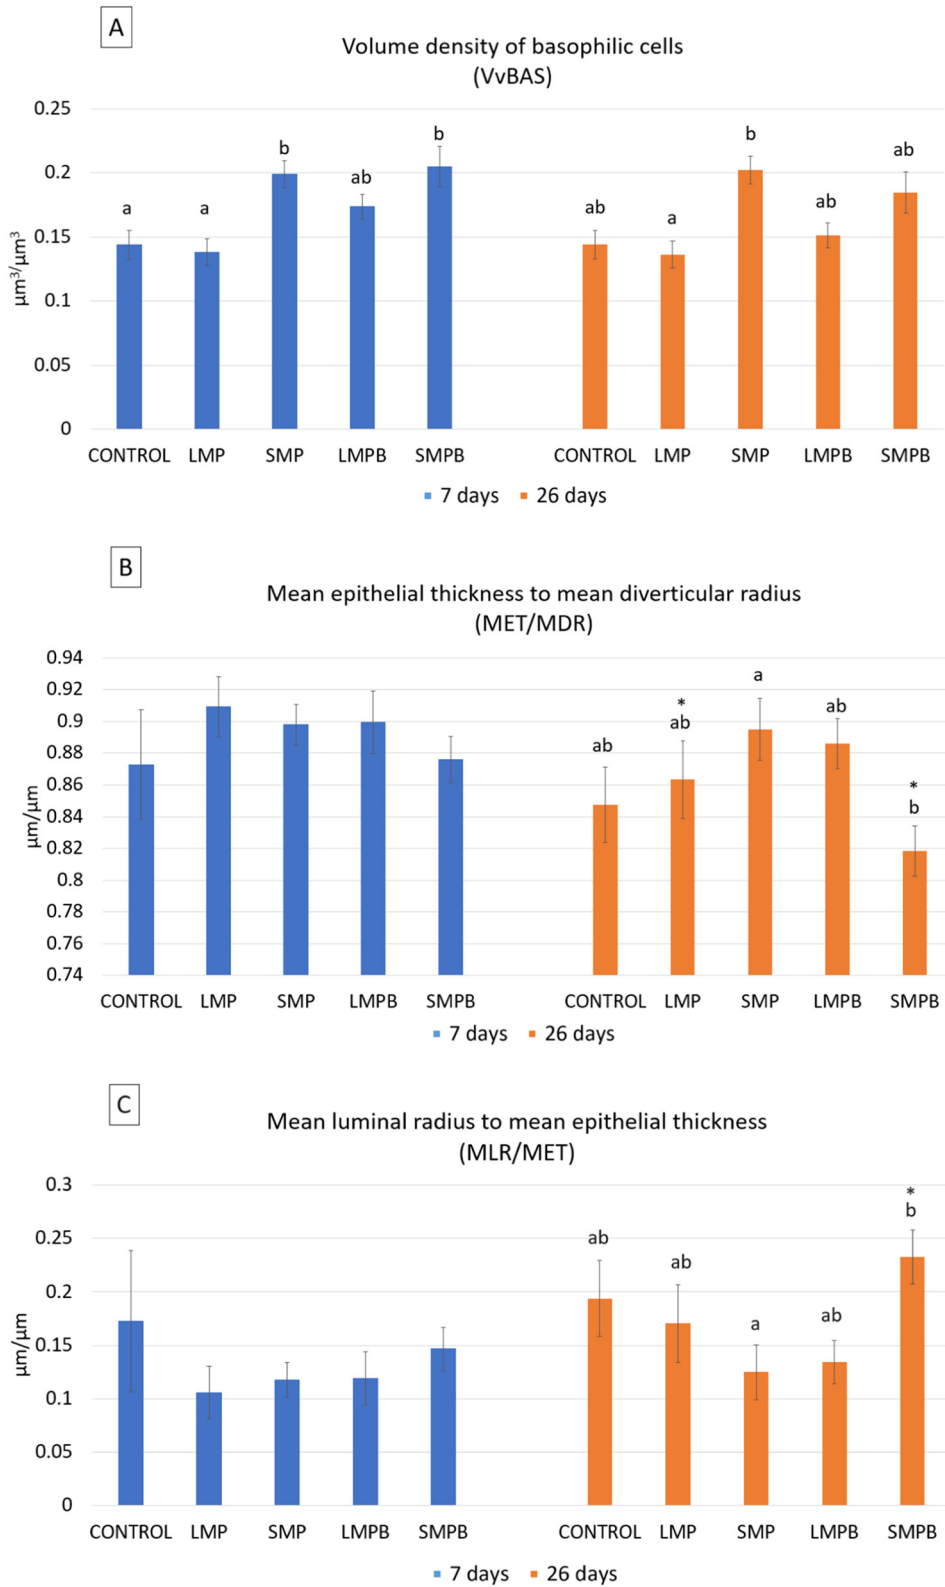 A
Volume density of basophilic cells
(VvBAS)
µm³/µm³
0.25
0.2
0.15
0.1
0.05
0
a a b ab b ab a b ab ab
CONTROL LMP SMP LMPB SMPB CONTROL LMP SMP LMPB SMPB
7 days 26 days
B
Mean epithelial thickness to mean diverticular radius
(MET/MDR)
µm/µm
0.94
0.92
0.9
0.88
0.86
0.84
0.82
0.8
0.78
0.76
0.74
* *
ab ab a ab b
CONTROL LMP SMP LMPB SMPB CONTROL LMP SMP LMPB SMPB
7 days 26 days
C
Mean luminal radius to mean epithelial thickness
(MLR/MET)
µm/µm
0.3
0.25
0.2
0.15
0.1
0.05
0
*
ab ab a ab b
CONTROL LMP SMP LMPB SMPB CONTROL LMP SMP LMPB SMPB
7 days 26 days